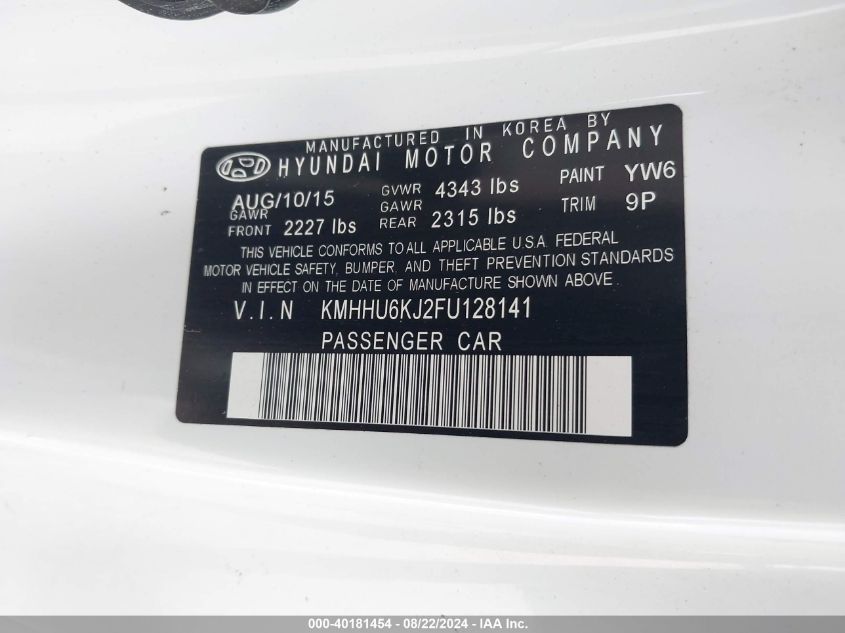 MANUFACTURED IN KOREA BY
HYUNDAI MOTOR COMPANY
AUG/10/15 GVWR 4343 lbs PAINT YW6
GAWR FRONT 2227 lbs GAWR REAR 2315 lbs TRIM 9P
THIS VEHICLE CONFORMS TO ALL APPLICABLE U.S.A. FEDERAL
MOTOR VEHICLE SAFETY, BUMPER, AND THEFT PREVENTION STANDARDS
IN EFFECT ON THE DATE OF MANUFACTURE SHOWN ABOVE.
V.I.N KMHHU6KJ2FU128141
PASSENGER CAR
000-40181454 - 08/22/2024 - IAA Inc.